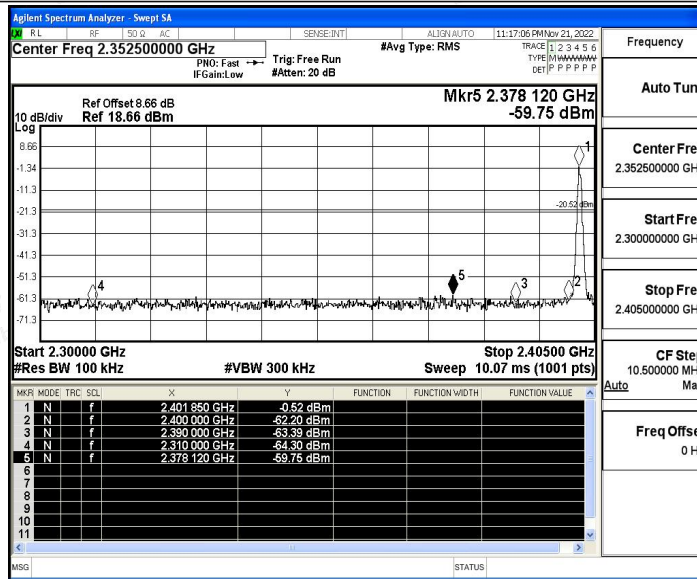 Agilent Spectrum Analyzer - Swept SA
RL RF 50 Ω AC SENSE:INT ALIGN AUTO 11:17:06 PM Nov 21, 2022
Center Freq 2.352500000 GHz
PNO: Fast
IFGain:Low
Trig: Free Run
#Atten: 20 dB
#Avg Type: RMS
TRACE 1 2 3 4 5 6
TYPE M
DET P P P P P P
Ref Offset 8.66 dB
10 dB/div Ref 18.66 dBm
Log
Mkr5 2.378 120 GHz
-59.75 dBm
8.66
-1.34
-11.3
-21.3
-31.3
-41.3
-51.3
-61.3
-71.3
-20.52 dBm
1
2
3
4
5
Start 2.30000 GHz Stop 2.40500 GHz
#Res BW 100 kHz #VBW 300 kHz Sweep 10.07 ms (1001 pts)
MKR MODE TRC SCL X Y FUNCTION FUNCTION WIDTH FUNCTION VALUE
1 N f 2.401 850 GHz -0.52 dBm
2 N f 2.400 000 GHz -62.20 dBm
3 N f 2.390 000 GHz -63.39 dBm
4 N f 2.310 000 GHz -64.30 dBm
5 N f 2.378 120 GHz -59.75 dBm
6
7
8
9
10
11
MSG STATUS
Frequency
Auto Tun
Center Fre
2.352500000 GH
Start Fre
2.300000000 GH
Stop Fre
2.405000000 GH
CF Ste
10.500000 MH
Auto Ma
Freq Offse
0 H